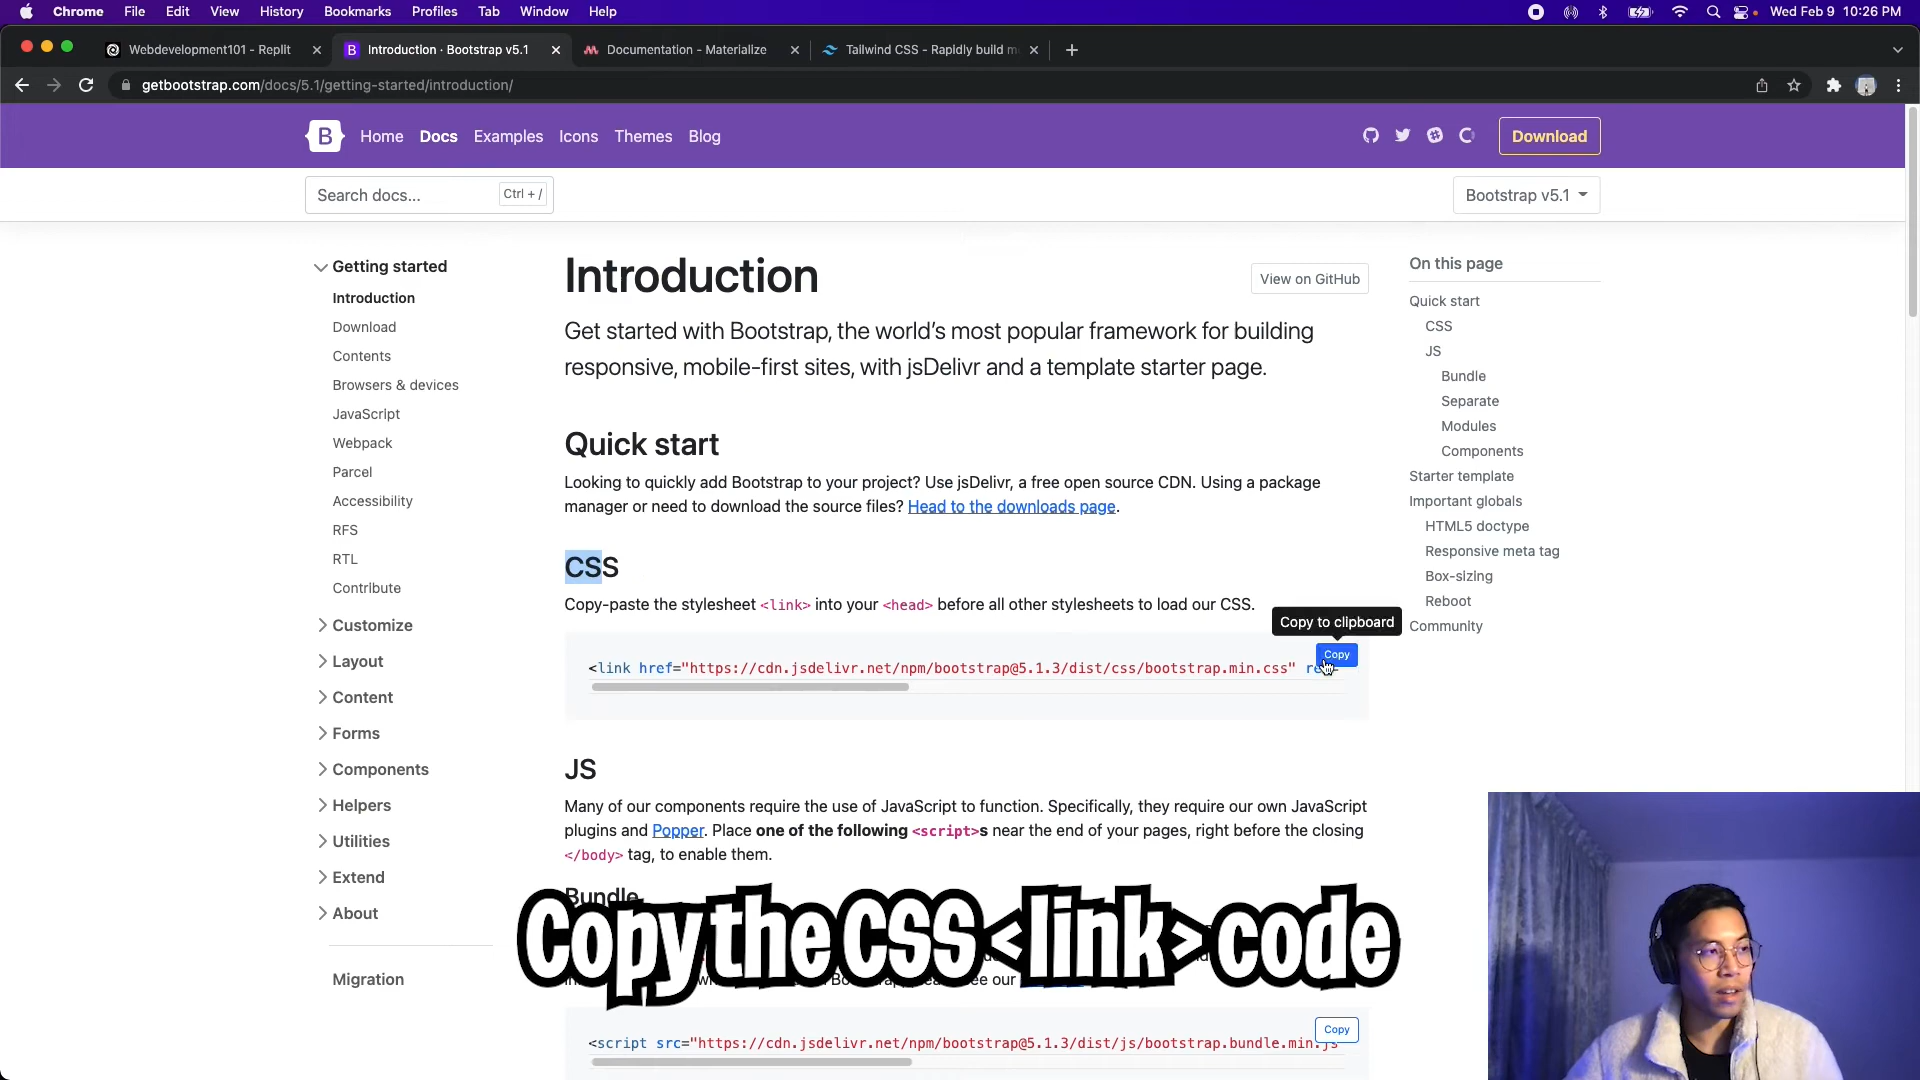 Chrome File Edit View History Bookmarks Profiles Tab Window Help Wed Feb 9 10:26 PM
Webdevelopment101 - Replit Introduction · Bootstrap v5.1 Documentation - Materialize Tailwind CSS - Rapidly build m
getbootstrap.com/docs/5.1/getting-started/introduction/
B Home Docs Examples Icons Themes Blog Download
Search docs... Ctrl + / Bootstrap v5.1
Getting started
Introduction
Download
Contents
Browsers & devices
JavaScript
Webpack
Parcel
Accessibility
RFS
RTL
Contribute
Customize
Layout
Content
Forms
Components
Helpers
Utilities
Extend
About
Migration
Introduction
View on GitHub
Get started with Bootstrap, the world's most popular framework for building
responsive, mobile-first sites, with jsDelivr and a template starter page.
Quick start
Looking to quickly add Bootstrap to your project? Use jsDelivr, a free open source CDN. Using a package
manager or need to download the source files? Head to the downloads page.
CSS
Copy-paste the stylesheet <link> into your <head> before all other stylesheets to load our CSS.
Copy to clipboard
Copy
<link href="https://cdn.jsdelivr.net/npm/bootstrap@5.1.3/dist/css/bootstrap.min.css"
JS
Many of our components require the use of JavaScript to function. Specifically, they require our own JavaScript
plugins and Popper. Place one of the following <script>s near the end of your pages, right before the closing
</body> tag, to enable them.
Bundle
Copy the CSS <link> code
see our
Copy
<script src="https://cdn.jsdelivr.net/npm/bootstrap@5.1.3/dist/js/bootstrap.bundle.min.js
On this page
Quick start
CSS
JS
Bundle
Separate
Modules
Components
Starter template
Important globals
HTML5 doctype
Responsive meta tag
Box-sizing
Reboot
Community